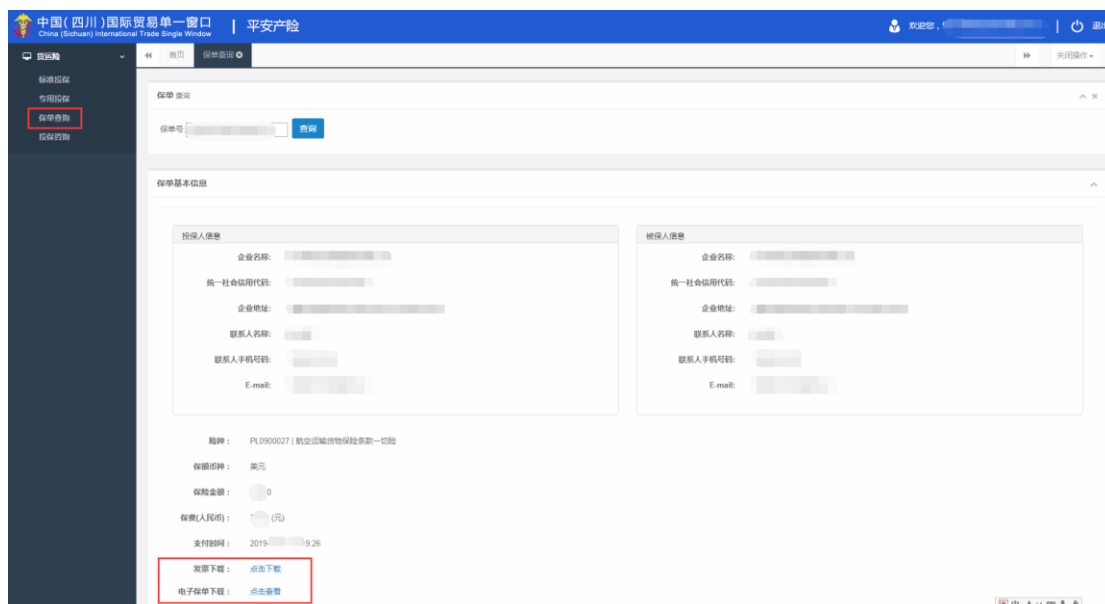 中国(四川)国际贸易单一窗口 | 平安产险
China (Sichuan) International Trade Single Window
欢迎您，
货运险
首页 保单查询
关闭操作
标准投保
专用投保
保单查询
投保咨询
保单 查询
保单号: 查询
保单基本信息
投保人信息
企业名称:
统一社会信用代码:
企业地址:
联系人名称:
联系人手机号码:
E-mail:
被保人信息
企业名称:
统一社会信用代码:
企业地址:
联系人名称:
联系人手机号码:
E-mail:
险种： PL0900027 | 航空运输货物保险条款一切险
保额币种： 美元
保险金额： 0
保费(人民币)： (元)
支付时间： 2019 9:26
发票下载： 点击下载
电子保单下载： 点击查看